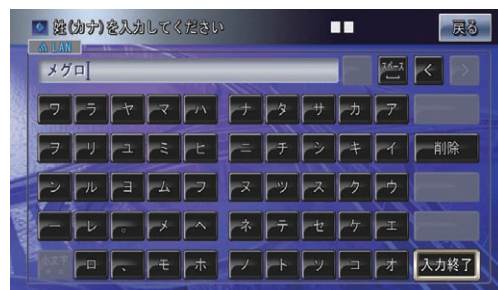 姓(カナ)を入力してください
戻る
LAN
メグロ
スペース < >
ワ ラ ヤ マ ハ ナ タ サ カ ア
ヲ リ ユ ミ ヒ ニ チ シ キ イ 削除
ン ル ヨ ム フ ヌ ツ ス ク ウ
ー レ 。 メ ヘ ネ テ セ ケ エ
小文字 ロ 、 モ ホ ノ ト ソ コ オ 入力終了